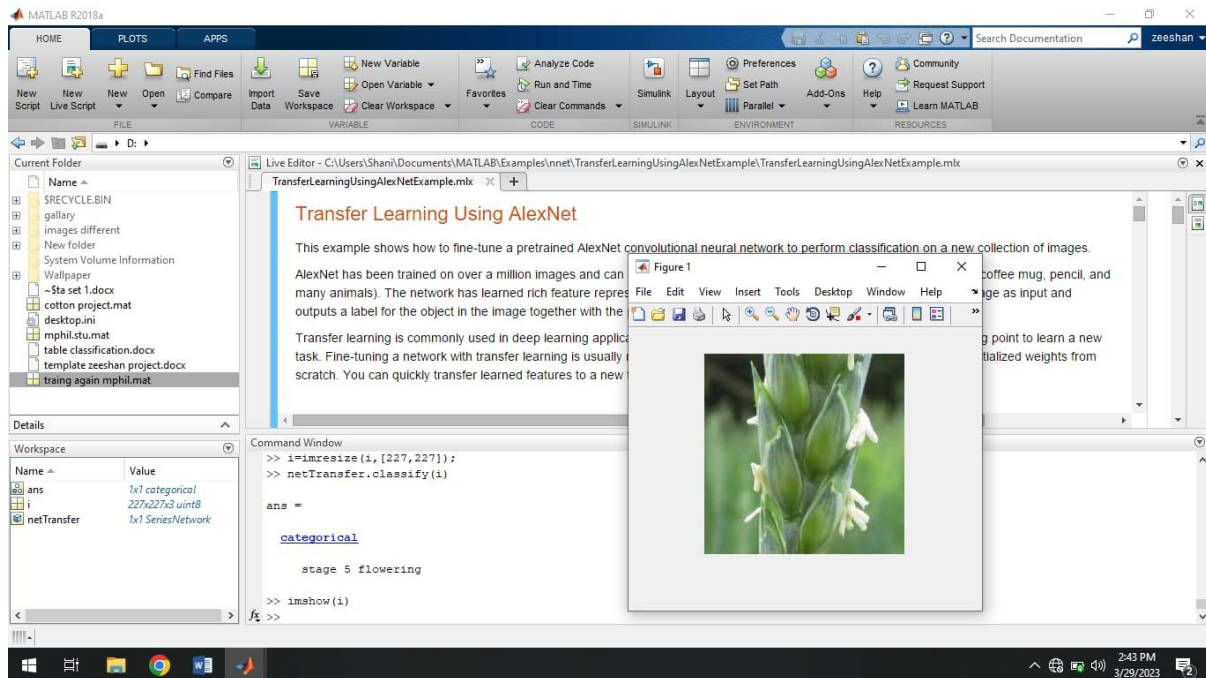 MATLAB R2018a
HOME PLOTS APPS
Search Documentation
zeeshan
New Script
New Live Script
New
Open
Find Files
Compare
Import Data
Save Workspace
New Variable
Open Variable
Clear Workspace
Favorites
Analyze Code
Run and Time
Clear Commands
Simulink
Layout
Preferences
Set Path
Parallel
Add-Ons
Help
Community
Request Support
Learn MATLAB
FILE VARIABLE CODE SIMULINK ENVIRONMENT RESOURCES
D:
Current Folder
Name
$RECYCLE.BIN
gallary
images different
New folder
System Volume Information
Wallpaper
~$ta set 1.docx
cotton project.mat
desktop.ini
mphil.stu.mat
table classification.docx
template zeeshan project.docx
traing again mphil.mat
Details
Workspace
Name Value
ans 1x1 categorical
i 227x227x3 uint8
netTransfer 1x1 SeriesNetwork
Live Editor - C:\Users\Shani\Documents\MATLAB\Examples\nnet\TransferLearningUsingAlexNetExample\TransferLearningUsingAlexNetExample.mlx
TransferLearningUsingAlexNetExample.mlx
Transfer Learning Using AlexNet
This example shows how to fine-tune a pretrained AlexNet convolutional neural network to perform classification on a new collection of images.
AlexNet has been trained on over a million images and can coffee mug, pencil, and
many animals). The network has learned rich feature repres age as input and
outputs a label for the object in the image together with the
Transfer learning is commonly used in deep learning applica g point to learn a new
task. Fine-tuning a network with transfer learning is usually tialized weights from
scratch. You can quickly transfer learned features to a new
Command Window
>> i=imresize(i,[227,227]);
>> netTransfer.classify(i)
ans =
categorical
stage 5 flowering
>> imshow(i)
fx >>
Figure 1
File Edit View Insert Tools Desktop Window Help
2:43 PM
3/29/2023
2